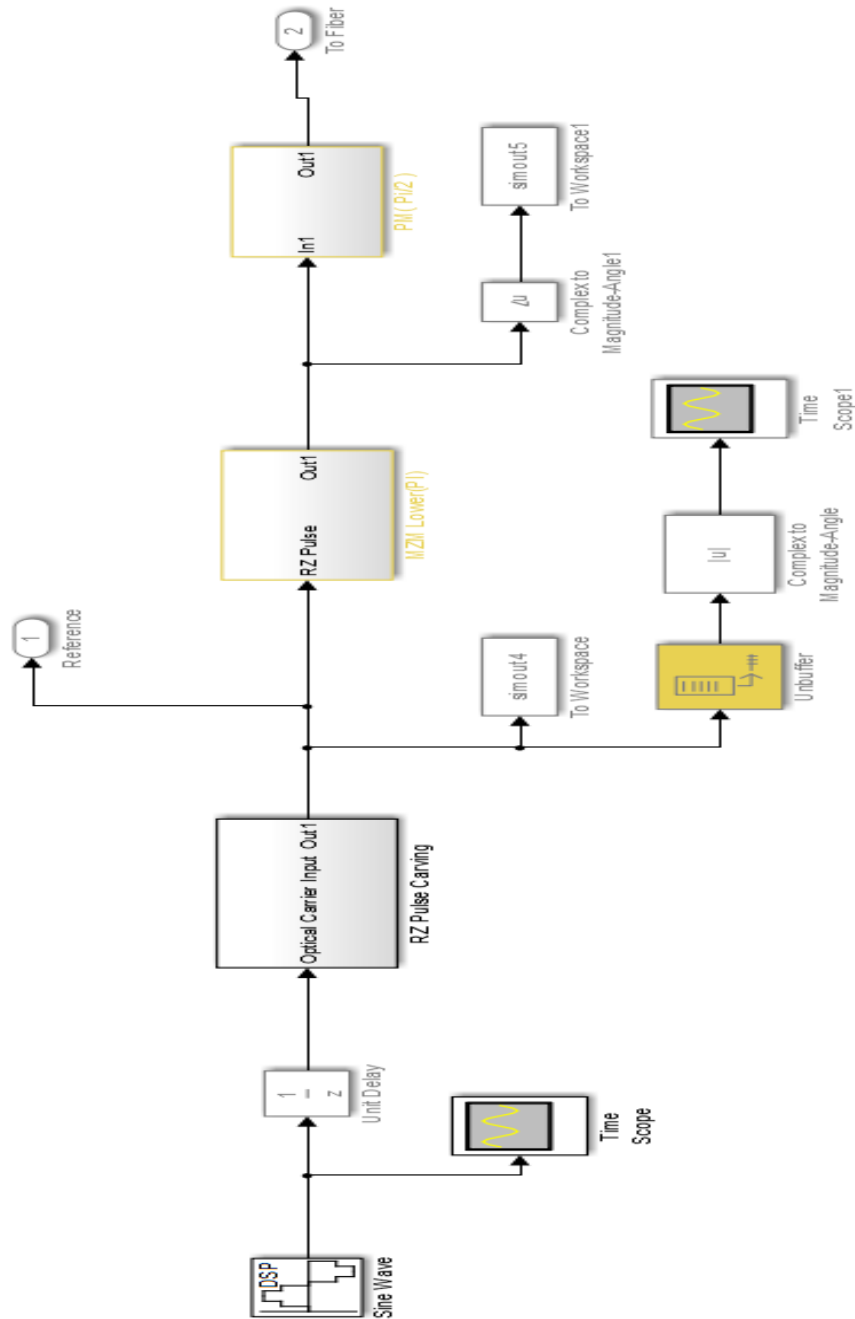 DSP
Sine Wave
Time
Scope
1
z
Unit Delay
Optical Carrier Input Out1
RZ Pulse Carving
1
Reference
simout4
To Workspace
Unbuffer
|u|
Complex to
Magnitude-Angle
Time
Scope1
RZ Pulse Out1
MZM Lower(PI)
∠u
Complex to
Magnitude-Angle1
simout5
To Workspace1
In1 Out1
PM ( Pi/2 )
2
To Fiber